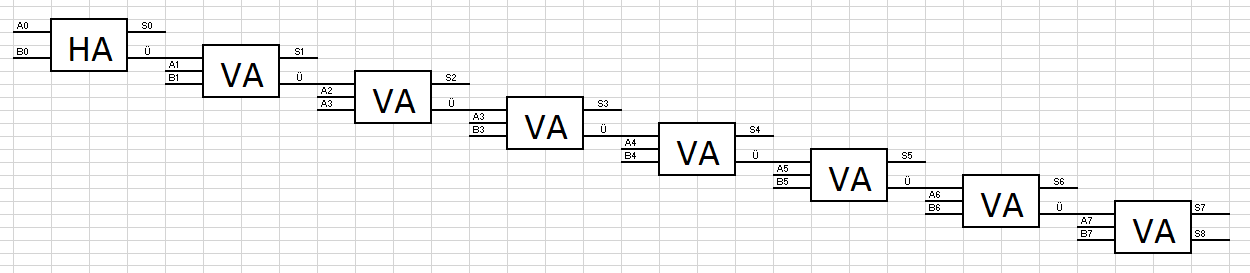 A0 S0
B0 HA Ü
A1 S1
B1 VA Ü
A2 S2
A3 VA Ü
A3 S3
B3 VA Ü
A4 S4
B4 VA Ü
A5 S5
B5 VA Ü
A6 S6
B6 VA Ü
A7 S7
B7 VA S8